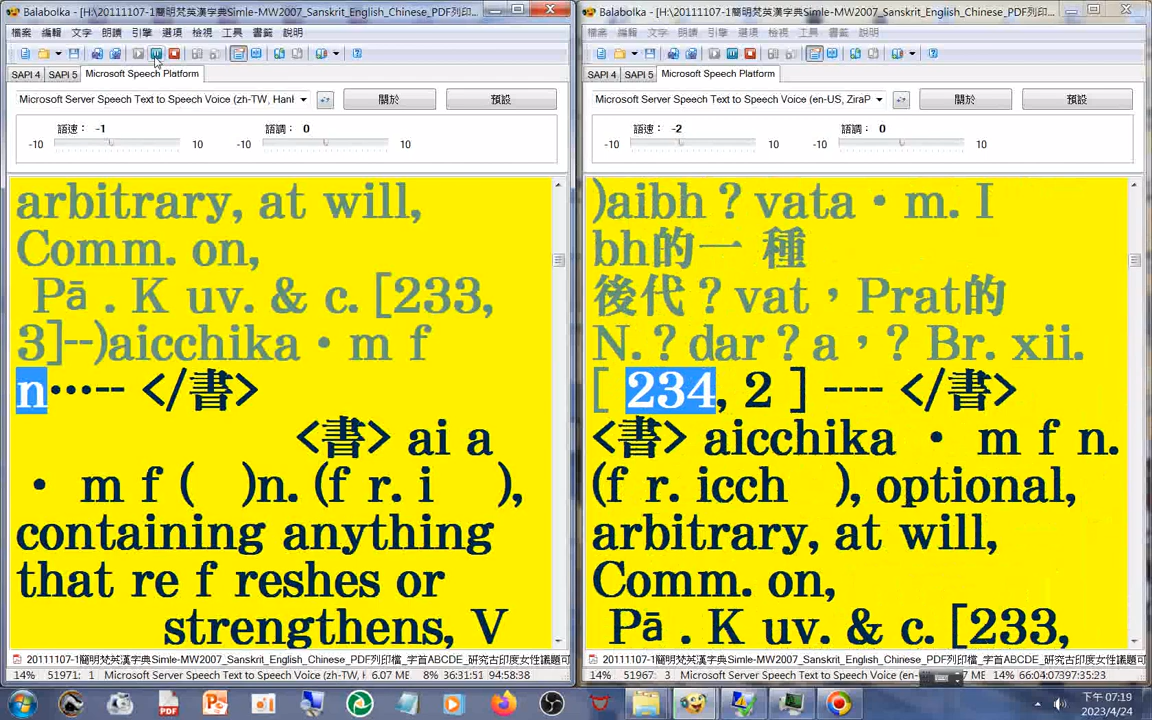 Balabolka - [H:\20111107-1簡明梵英漢字典Simle-MW2007_Sanskrit_English_Chinese_PDF列印...
檔案 編輯 文字 朗讀 引擎 選項 檢視 工具 書籤 說明
SAPI 4 SAPI 5 Microsoft Speech Platform
Microsoft Server Speech Text to Speech Voice (zh-TW, Hanl
關於 預設
語速： -1 語調： 0
-10 10 -10 10
arbitrary, at will,
Comm. on,
Pā . K uv. & c. [233,
3]--)aicchika • m f
n⋯-- </書>
<書> ai a
• m f ( )n. (f r. i ),
containing anything
that re f reshes or
strengthens, V
20111107-1簡明梵英漢字典Simle-MW2007_Sanskrit_English_Chinese_PDF列印檔_字首ABCDE_研究古印度女性議題可
14% 51971: 1 Microsoft Server Speech Text to Speech Voice (zh-TW, H 6.07 ME 8% 36:31:51 94:58:38
Balabolka - [H:\20111107-1簡明梵英漢字典Simle-MW2007_Sanskrit_English_Chinese_PDF列印...
檔案 編輯 文字 朗讀 引擎 選項 檢視 工具 書籤 說明
SAPI 4 SAPI 5 Microsoft Speech Platform
Microsoft Server Speech Text to Speech Voice (en-US, ZiraP
關於 預設
語速： -2 語調： 0
-10 10 -10 10
)aibh ? vata • m. I
bh的一 種
後代 ? vat，Prat的
N. ? dar ? a，? Br. xii.
[ 234, 2 ] ---- </書>
<書> aicchika • m f n.
(f r. icch ), optional,
arbitrary, at will,
Comm. on,
Pā . K uv. & c. [233,
20111107-1簡明梵英漢字典Simle-MW2007_Sanskrit_English_Chinese_PDF列印檔_字首ABCDE_研究古印度女性議題可
14% 51967: 3 Microsoft Server Speech Text to Speech Voice (en-U ME 14% 66:04:07397:35:23
PDF
下午 07:19
2023/4/24